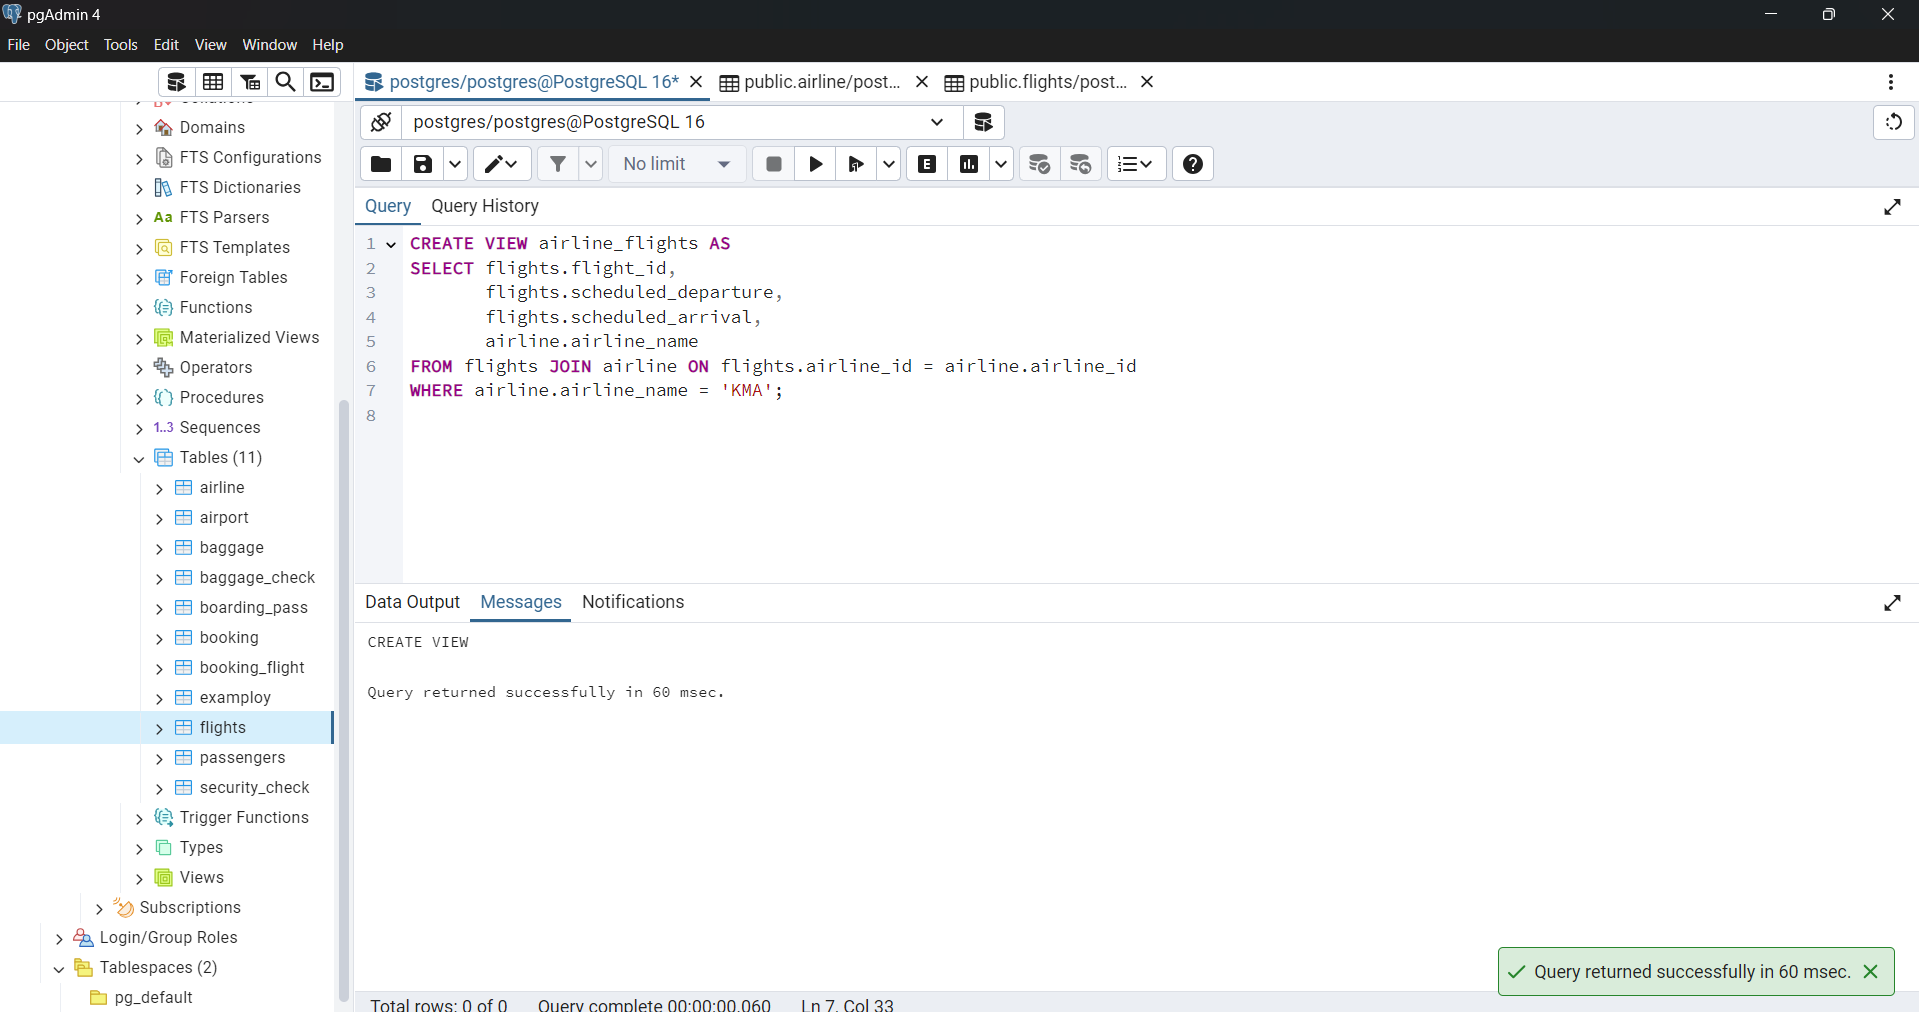 pgAdmin 4
File Object Tools Edit View Window Help
postgres/postgres@PostgreSQL 16*
public.airline/post...
public.flights/post...
postgres/postgres@PostgreSQL 16
No limit
E
Query Query History
1 CREATE VIEW airline_flights AS
2 SELECT flights.flight_id,
3 flights.scheduled_departure,
4 flights.scheduled_arrival,
5 airline.airline_name
6 FROM flights JOIN airline ON flights.airline_id = airline.airline_id
7 WHERE airline.airline_name = 'KMA';
8
Domains
FTS Configurations
FTS Dictionaries
Aa FTS Parsers
FTS Templates
Foreign Tables
Functions
Materialized Views
Operators
Procedures
1..3 Sequences
Tables (11)
airline
airport
baggage
baggage_check
boarding_pass
booking
booking_flight
examploy
flights
passengers
security_check
Trigger Functions
Types
Views
Subscriptions
Login/Group Roles
Tablespaces (2)
pg_default
Data Output Messages Notifications
CREATE VIEW
Query returned successfully in 60 msec.
Query returned successfully in 60 msec.
Total rows: 0 of 0 Query complete 00:00:00.060 Ln 7, Col 33